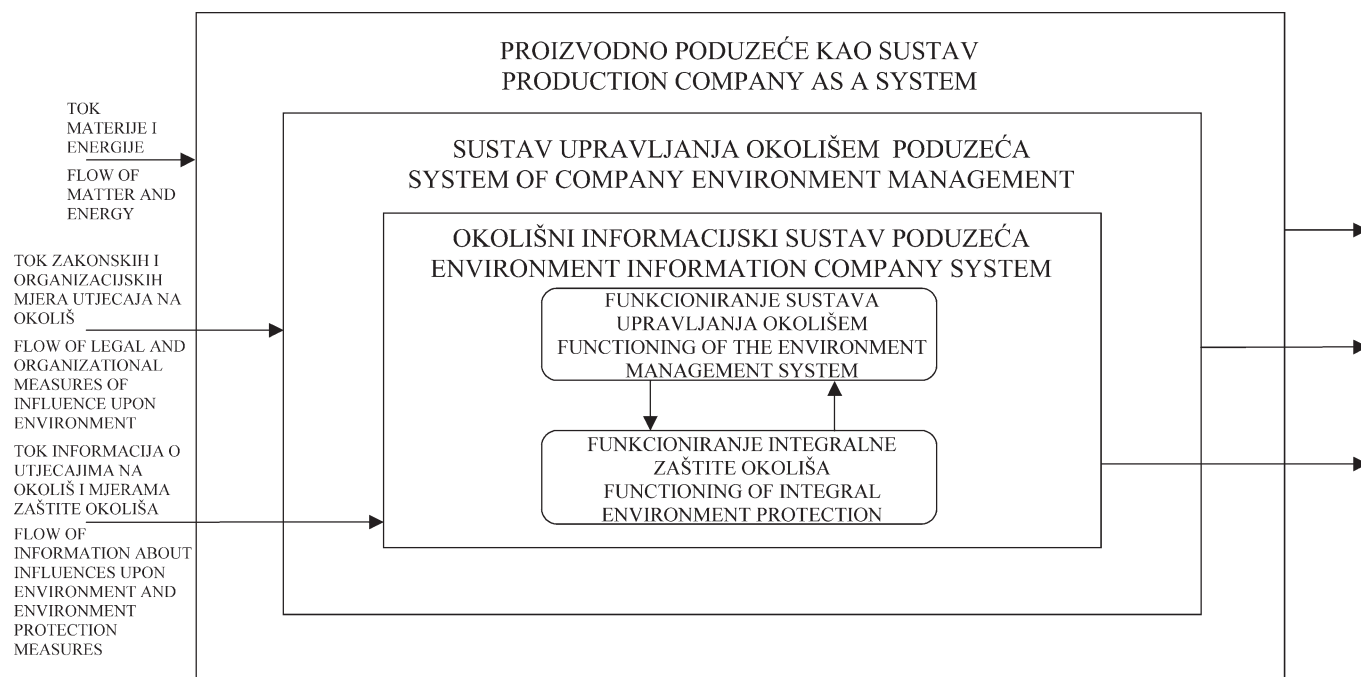 PROIZVODNO PODUZEĆE KAO SUSTAV
PRODUCTION COMPANY AS A SYSTEM
TOK
MATERIJE I
ENERGIJE
FLOW OF
MATTER AND
ENERGY
SUSTAV UPRAVLJANJA OKOLIŠEM PODUZEĆA
SYSTEM OF COMPANY ENVIRONMENT MANAGEMENT
OKOLIŠNI INFORMACIJSKI SUSTAV PODUZEĆA
ENVIRONMENT INFORMATION COMPANY SYSTEM
TOK ZAKONSKIH I
ORGANIZACIJSKIH
MJERA UTJECAJA NA
OKOLIŠ
FLOW OF LEGAL AND
ORGANIZATIONAL
MEASURES OF
INFLUENCE UPON
ENVIRONMENT
FUNKCIONIRANJE SUSTAVA
UPRAVLJANJA OKOLIŠEM
FUNCTIONING OF THE ENVIRONMENT
MANAGEMENT SYSTEM
FUNKCIONIRANJE INTEGRALNE
ZAŠTITE OKOLIŠA
FUNCTIONING OF INTEGRAL
ENVIRONMENT PROTECTION
TOK INFORMACIJA O
UTJECAJIMA NA
OKOLIŠ I MJERAMA
ZAŠTITE OKOLIŠA
FLOW OF
INFORMATION ABOUT
INFLUENCES UPON
ENVIRONMENT AND
ENVIRONMENT
PROTECTION
MEASURES